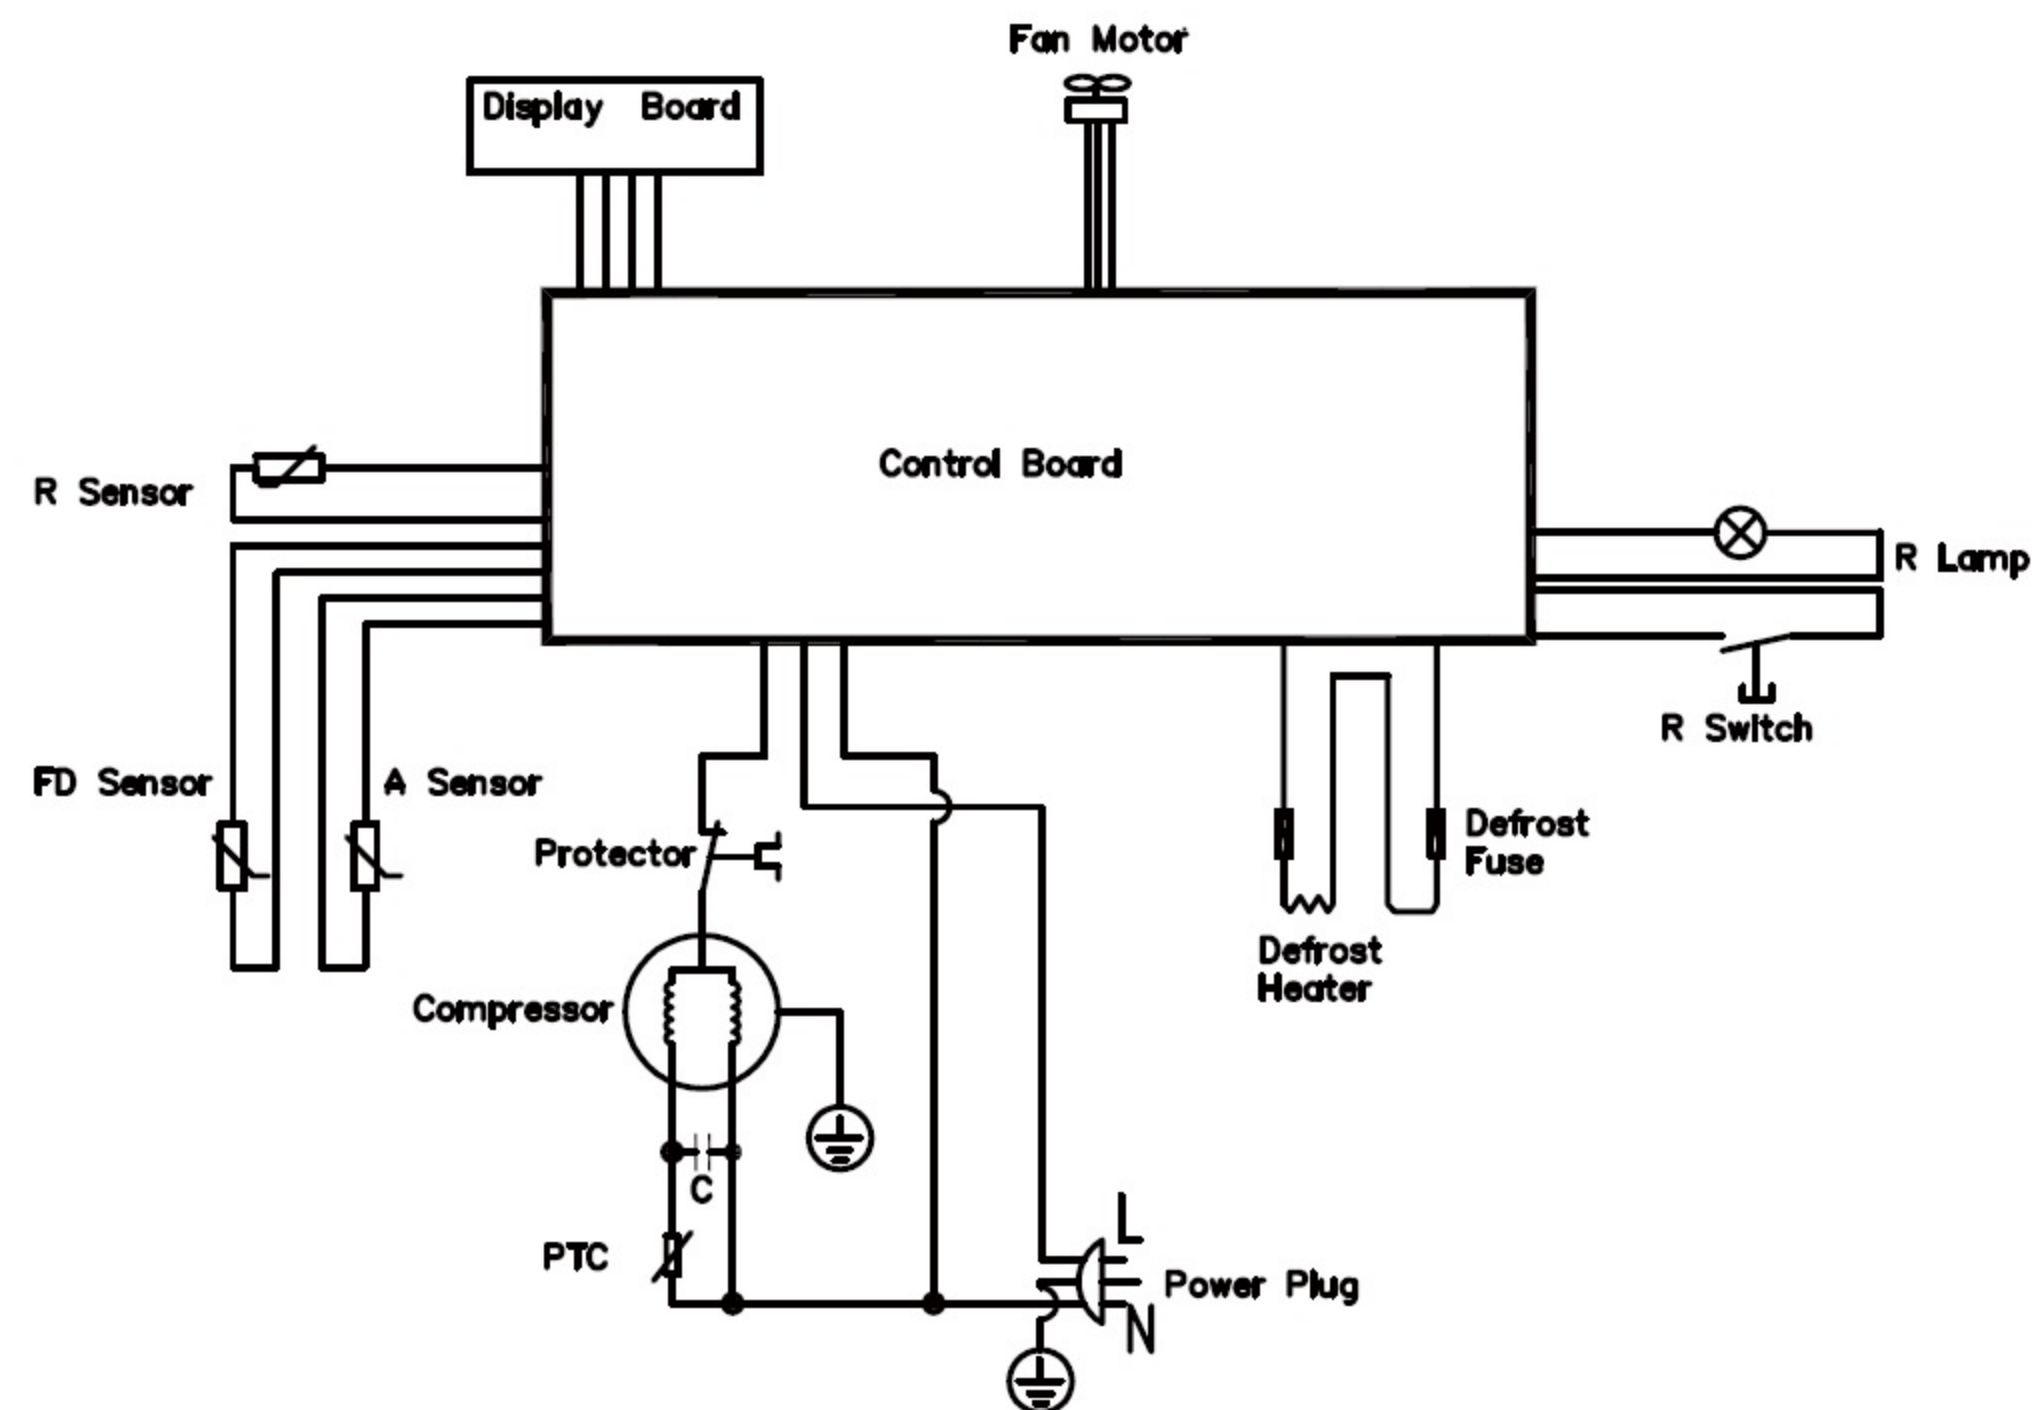 Fan Motor
Display Board
Control Board
R Sensor
R Lamp
R Switch
FD Sensor
A Sensor
Protector
Defrost
Fuse
Defrost
Heater
Compressor
C
L
PTC
Power Plug
N